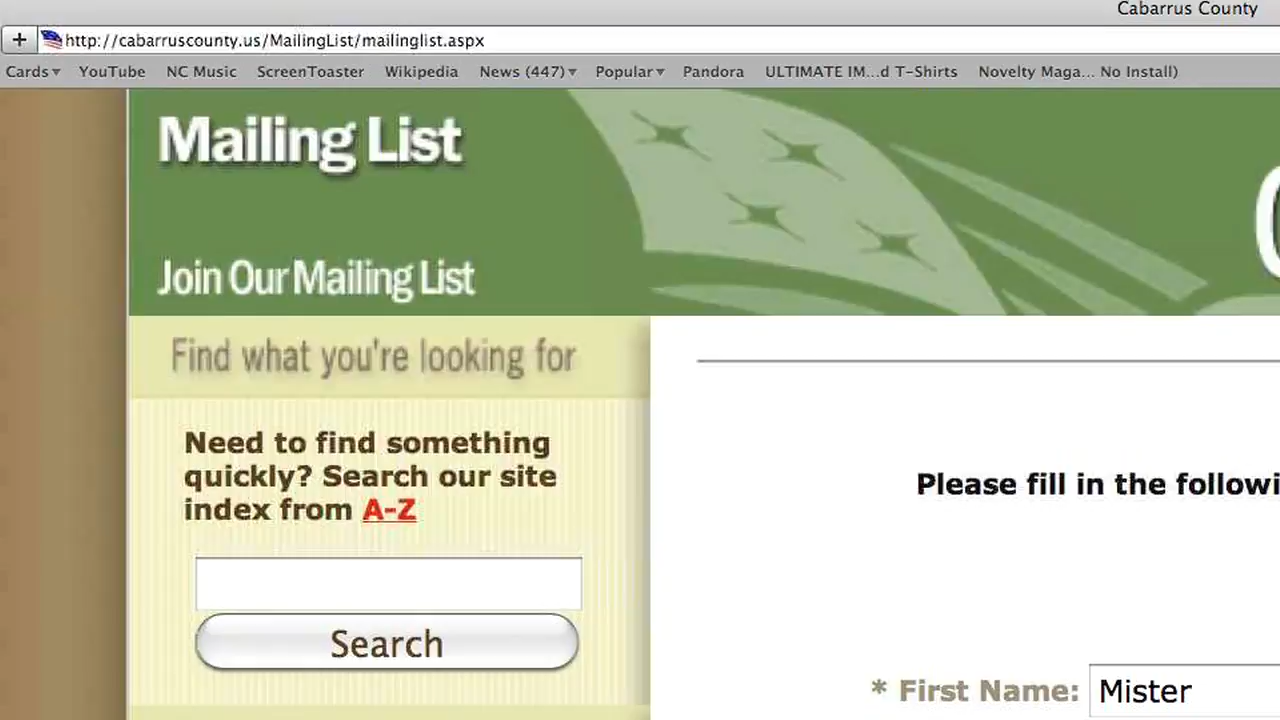 Cabarrus County
http://cabarruscounty.us/MailingList/mailinglist.aspx
Cards YouTube NC Music ScreenToaster Wikipedia News (447) Popular Pandora ULTIMATE IM...d T-Shirts Novelty Maga... No Install)
Mailing List
Join Our Mailing List
Find what you're looking for
Need to find something
quickly? Search our site
index from A-Z
Please fill in the followi
Search
* First Name: Mister